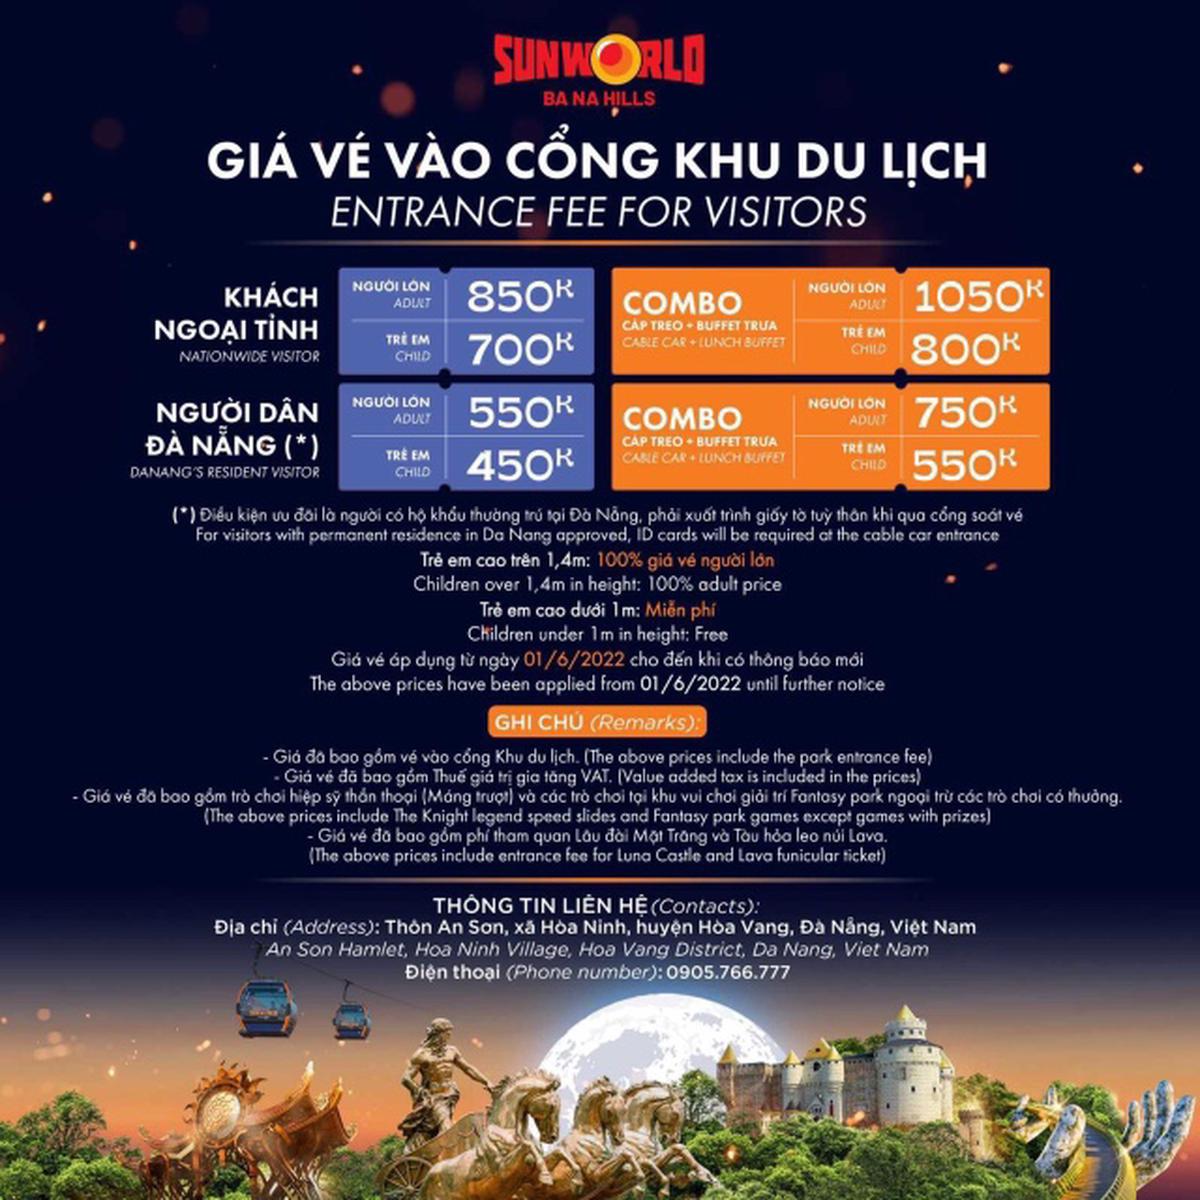 SUNWORLD
BA NA HILLS
GIÁ VÉ VÀO CỔNG KHU DU LỊCH
ENTRANCE FEE FOR VISITORS
KHÁCH
NGOẠI TỈNH
NATIONWIDE VISITOR
NGƯỜI LỚN
ADULT
850K
TRẺ EM
CHILD
700K
COMBO
CÁP TREO + BUFFET TRƯA
CABLE CAR + LUNCH BUFFET
NGƯỜI LỚN
ADULT
1050K
TRẺ EM
CHILD
800K
NGƯỜI DÂN
ĐÀ NẴNG (*)
DANANG'S RESIDENT VISITOR
NGƯỜI LỚN
ADULT
550K
TRẺ EM
CHILD
450K
COMBO
CÁP TREO + BUFFET TRƯA
CABLE CAR + LUNCH BUFFET
NGƯỜI LỚN
ADULT
750K
TRẺ EM
CHILD
550K
(*) Điều kiện ưu đãi là người có hộ khẩu thường trú tại Đà Nẵng, phải xuất trình giấy tờ tuỳ thân khi qua cổng soát vé
For visitors with permanent residence in Da Nang approved, ID cards will be required at the cable car entrance
Trẻ em cao trên 1,4m: 100% giá vé người lớn
Children over 1,4m in height: 100% adult price
Trẻ em cao dưới 1m: Miễn phí
Children under 1m in height: Free
Giá vé áp dụng từ ngày 01/6/2022 cho đến khi có thông báo mới
The above prices have been applied from 01/6/2022 until further notice
GHI CHÚ (Remarks):
- Giá đã bao gồm vé vào cổng Khu du lịch. (The above prices include the park entrance fee)
- Giá vé đã bao gồm Thuế giá trị gia tăng VAT. (Value added tax is included in the prices)
- Giá vé đã bao gồm trò chơi hiệp sỹ thần thoại (Máng trượt) và các trò chơi tại khu vui chơi giải trí Fantasy park ngoại trừ các trò chơi có thưởng.
(The above prices include The Knight legend speed slides and Fantasy park games except games with prizes)
- Giá vé đã bao gồm phí tham quan Lâu đài Mặt Trăng và Tàu hỏa leo núi Lava.
(The above prices include entrance fee for Luna Castle and Lava funicular ticket)
THÔNG TIN LIÊN HỆ (Contacts):
Địa chỉ (Address): Thôn An Sơn, xã Hòa Ninh, huyện Hòa Vang, Đà Nẵng, Việt Nam
An Son Hamlet, Hoa Ninh Village, Hoa Vang District, Da Nang, Viet Nam
Điện thoại (Phone number): 0905.766.777